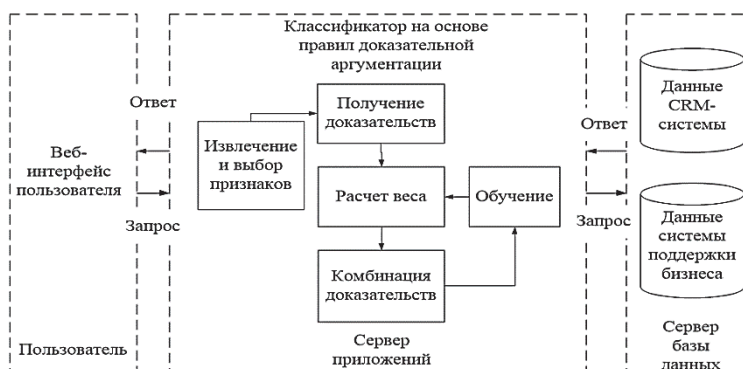 Классификатор на основе
правил доказательной
аргументации
Ответ
Веб-
интерфейс
пользователя
Запрос
Пользователь
Извлечение
и выбор
признаков
Получение
доказательств
Расчет веса
Обучение
Комбинация
доказательств
Сервер
приложений
Ответ
Запрос
Данные
CRM-
системы
Данные
системы
поддержки
бизнеса
Сервер
базы
данных